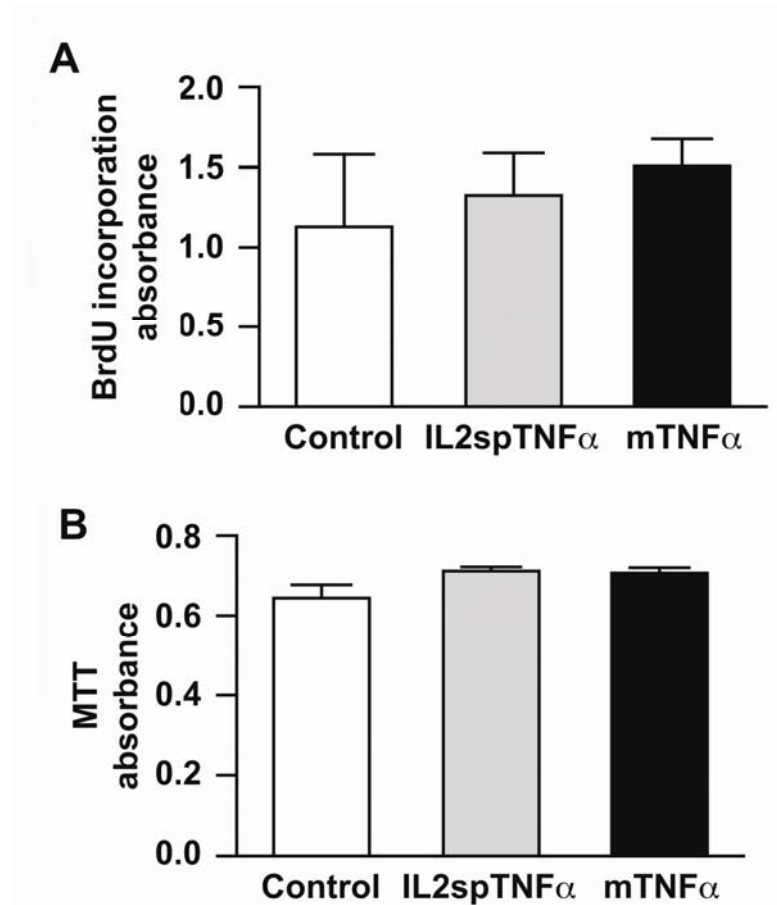 A
BrdU incorporation
absorbance
2.0
1.5
1.0
0.5
0.0
Control IL2spTNFα mTNFα
B
MTT
absorbance
0.8
0.6
0.4
0.2
0.0
Control IL2spTNFα mTNFα